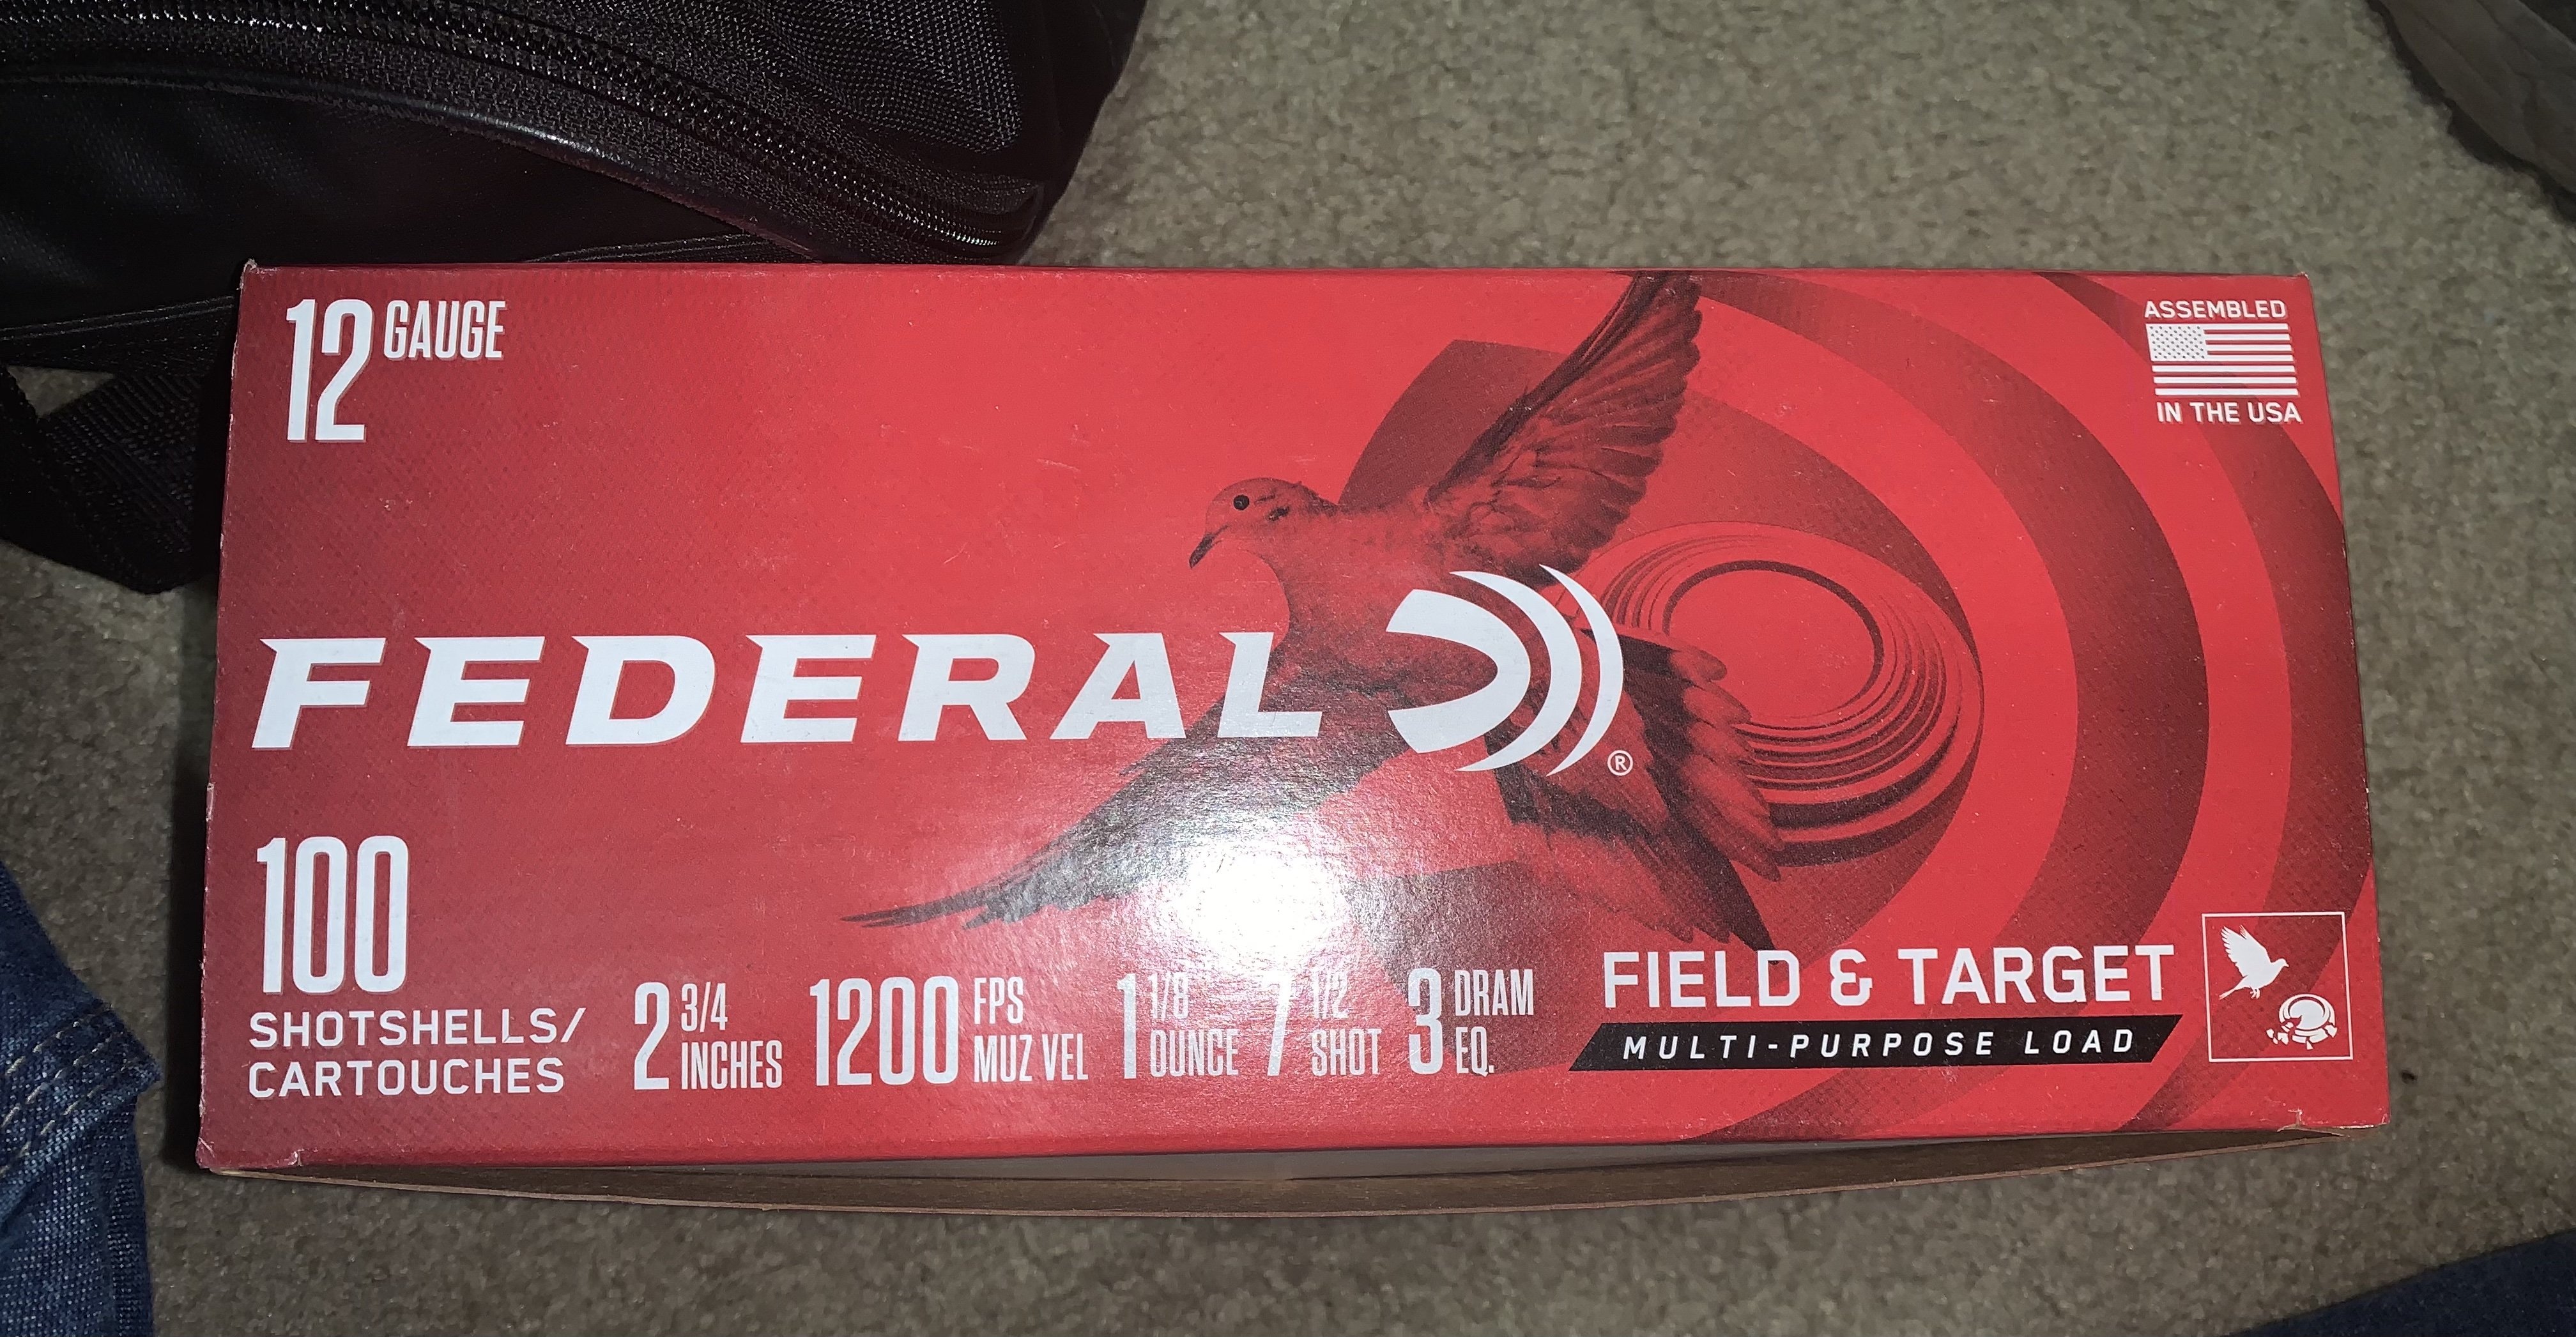 12 GAUGE
ASSEMBLED
IN THE USA
FEDERAL ®
100
SHOTSHELLS/
CARTOUCHES
2 3/4 INCHES
1200 FPS MUZ VEL
1 1/8 OUNCE
7 1/2 SHOT
3 DRAM EQ.
FIELD & TARGET
MULTI-PURPOSE LOAD